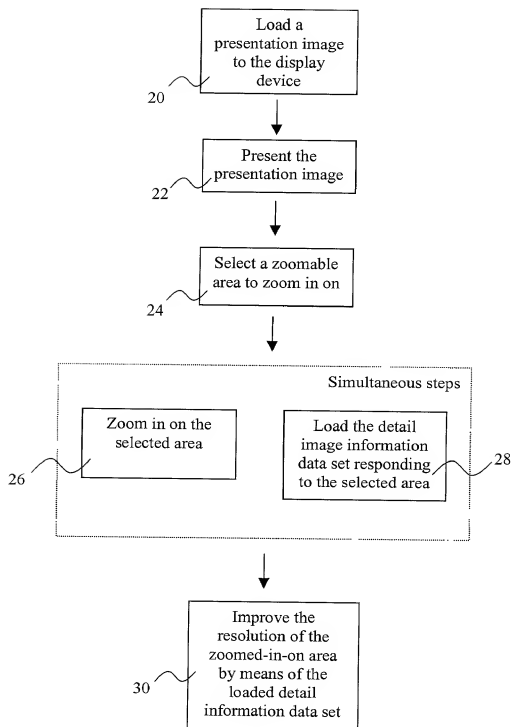 Load a
presentation image
to the display
device
20
Present the
presentation image
22
Select a zoomable
area to zoom in on
24
Simultaneous steps
Zoom in on the
selected area
26
Load the detail
image information
data set responding
to the selected area
28
Improve the
resolution of the
zoomed-in-on area
by means of the
loaded detail
information data set
30